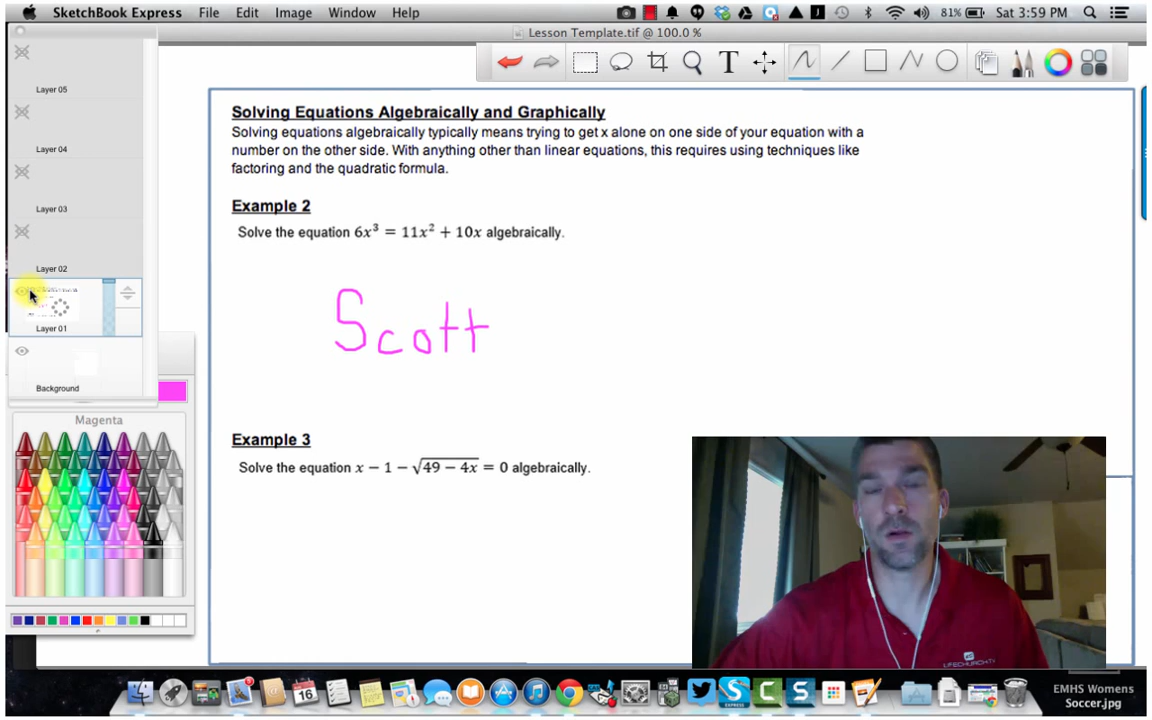 SketchBook Express File Edit Image Window Help 81% Sat 3:59 PM
Lesson Template.tif @ 100.0 %
Layer 05
Layer 04
Layer 03
Layer 02
Layer 01
Background
Magenta
Solving Equations Algebraically and Graphically
Solving equations algebraically typically means trying to get x alone on one side of your equation with a
number on the other side. With anything other than linear equations, this requires using techniques like
factoring and the quadratic formula.
Example 2
Solve the equation 6x³ = 11x² + 10x algebraically.
Scott
Example 3
Solve the equation x − 1 − √(49 − 4x) = 0 algebraically.
LIFECHURCH.TV
EMHS Womens
Soccer.jpg